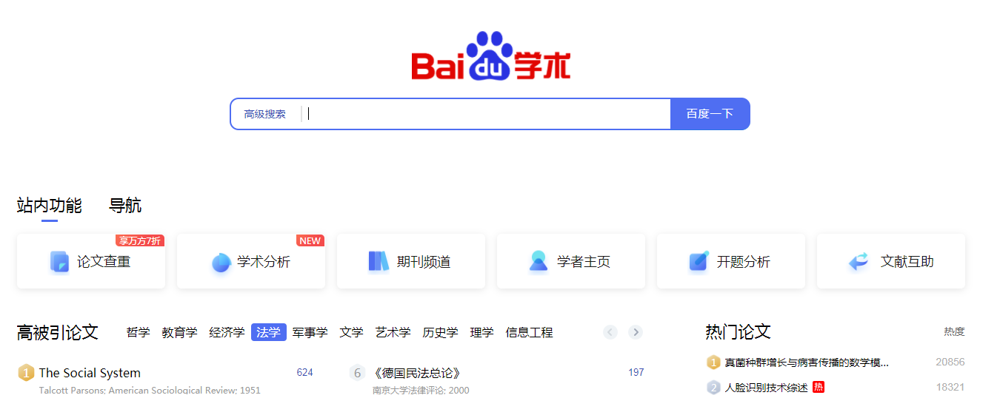 Bai du 学术
高级搜索 百度一下
站内功能 导航
享万方7折 NEW
论文查重 学术分析 期刊频道 学者主页 开题分析 文献互助
高被引论文 哲学 教育学 经济学 法学 军事学 文学 艺术学 历史学 理学 信息工程
1 The Social System 624
Talcott Parsons; American Sociological Review; 1951
6 《德国民法总论》 197
南京大学法律评论; 2000
热门论文 热度
1 真菌种群增长与病害传播的数学模... 20856
2 人脸识别技术综述 热 18321